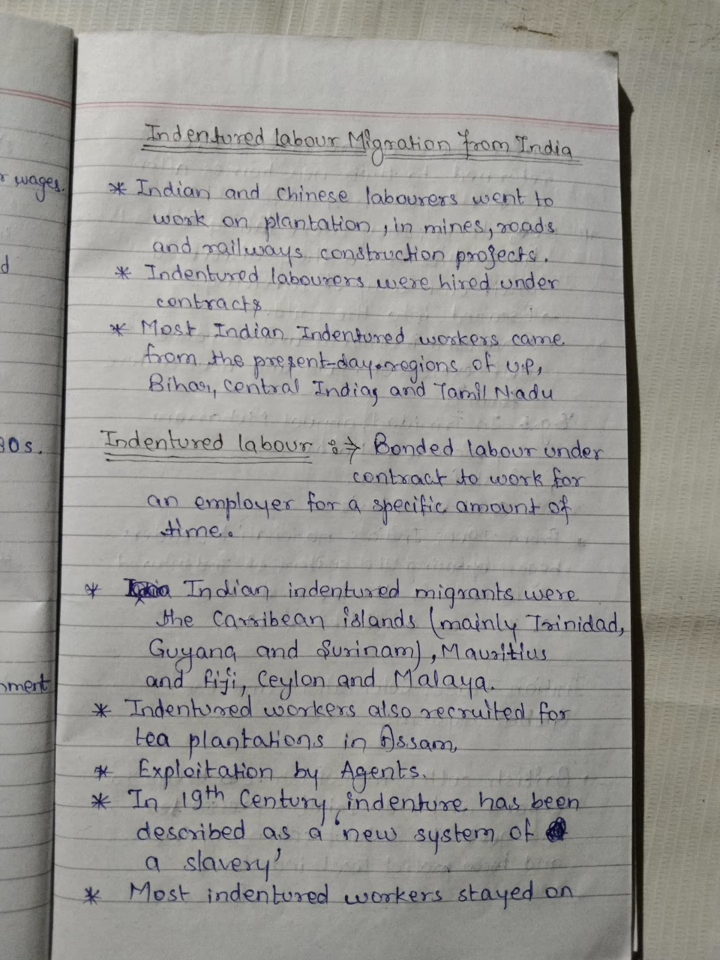 Indentured Labour Migration from India
r wages.
* Indian and chinese labourers went to
work on plantation, in mines, roads
and railways construction projects.
d
* Indentured labourers were hired under
contracts
* Most Indian Indentured workers came
from the present-day regions of U.P,
Bihar, central India, and Tamil Nadu
30s.
Indentured labour :⇒ Bonded labour under
contract to work for
an employer for a specific amount of
time.
* Indian indentured migrants were
the Carribean islands (mainly Trinidad,
Guyana and Surinam), Mauritius
nment
and fiji, Ceylon and Malaya.
* Indentured workers also recruited for
tea plantations in Assam,
* Exploitation by Agents.
* In 19th Century, indenture has been
described as a 'new system of
a slavery'
* Most indentured workers stayed on